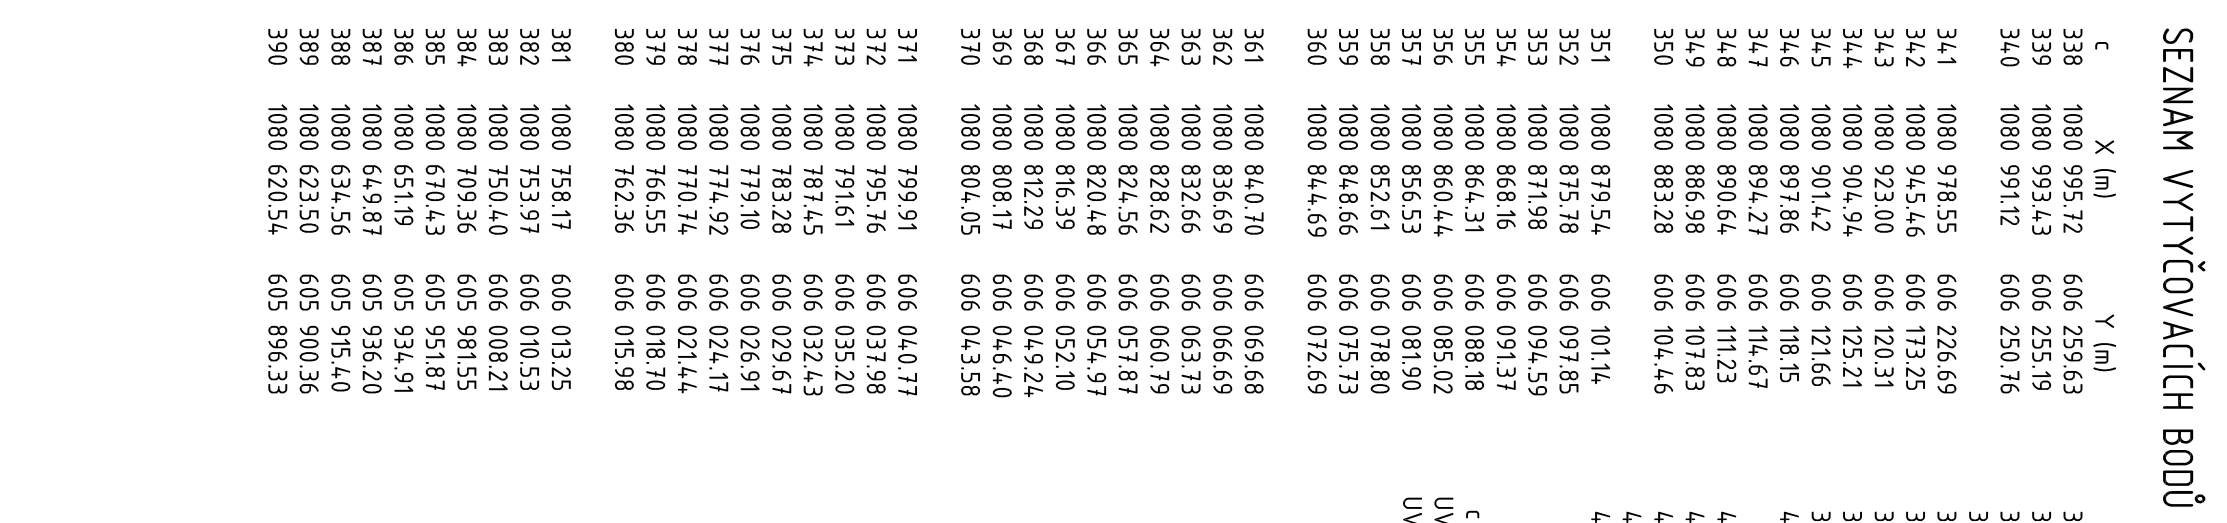 SEZNAM VYTYČOVACÍCH BODŮ
c X (m) Y (m)
338 1080 995.72 606 259.63
339 1080 993.43 606 255.19
340 1080 991.12 606 250.76
341 1080 978.55 606 226.69
342 1080 945.46 606 173.25
343 1080 923.00 606 120.31
344 1080 904.94 606 125.21
345 1080 901.42 606 121.66
346 1080 897.86 606 118.15
347 1080 894.27 606 114.67
348 1080 890.64 606 111.23
349 1080 886.98 606 107.83
350 1080 883.28 606 104.46
351 1080 879.54 606 101.14
352 1080 875.78 606 097.85
353 1080 871.98 606 094.59
354 1080 868.16 606 091.37
355 1080 864.31 606 088.18
356 1080 860.44 606 085.02
357 1080 856.53 606 081.90
358 1080 852.61 606 078.80
359 1080 848.66 606 075.73
360 1080 844.69 606 072.69
361 1080 840.70 606 069.68
362 1080 836.69 606 066.69
363 1080 832.66 606 063.73
364 1080 828.62 606 060.79
365 1080 824.56 606 057.87
366 1080 820.48 606 054.97
367 1080 816.39 606 052.10
368 1080 812.29 606 049.24
369 1080 808.17 606 046.40
370 1080 804.05 606 043.58
371 1080 799.91 606 040.77
372 1080 795.76 606 037.98
373 1080 791.61 606 035.20
374 1080 787.45 606 032.43
375 1080 783.28 606 029.67
376 1080 779.10 606 026.91
377 1080 774.92 606 024.17
378 1080 770.74 606 021.44
379 1080 766.55 606 018.70
380 1080 762.36 606 015.98
381 1080 758.17 606 013.25
382 1080 753.97 606 010.53
383 1080 750.40 606 008.21
384 1080 709.36 605 981.55
385 1080 670.43 605 951.87
386 1080 651.19 605 934.91
387 1080 649.87 605 936.20
388 1080 634.56 605 915.40
389 1080 623.50 605 900.36
390 1080 620.54 605 896.33
c